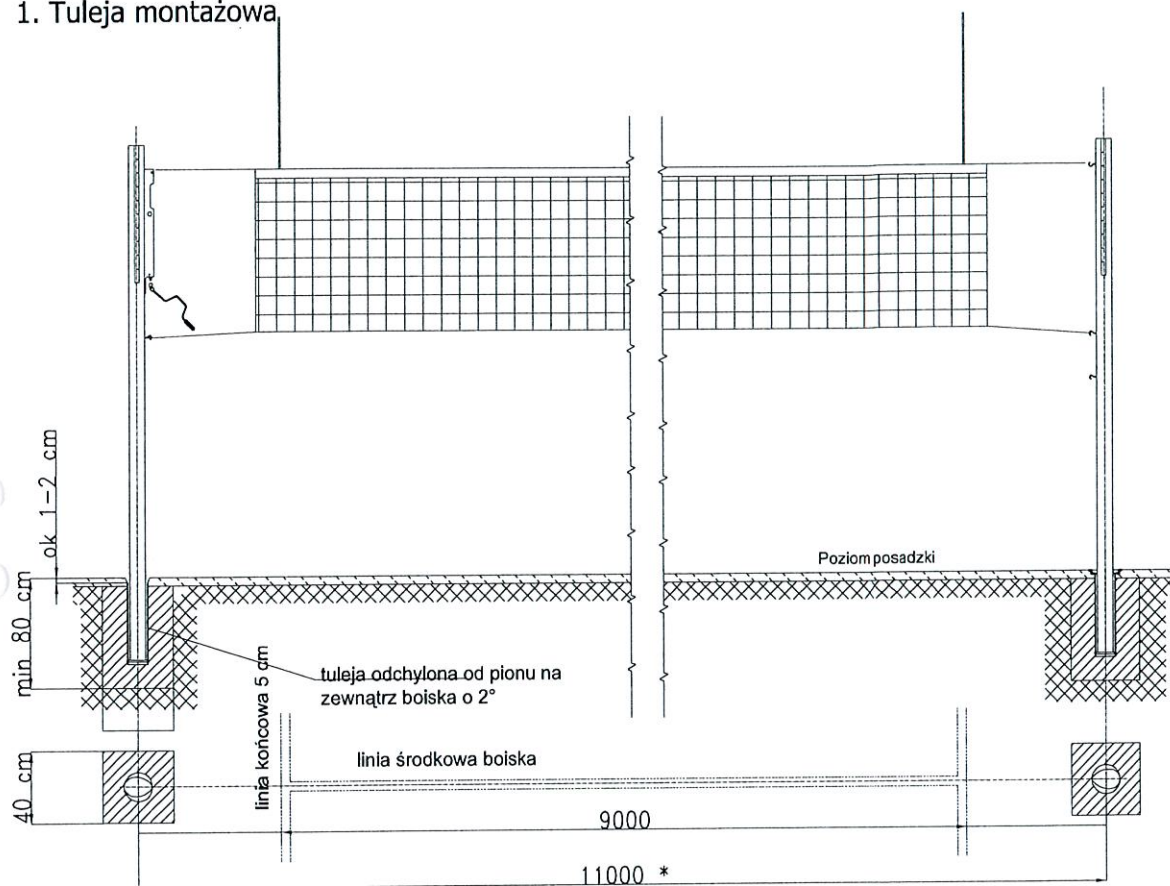 1. Tuleja montażowa
ok 1-2 cm
Poziom posadzki
min 80 cm
tuleja odchylona od pionu na
zewnątrz boiska o 2°
linia końcowa 5 cm
linia środkowa boiska
40 cm
9000
11000 *